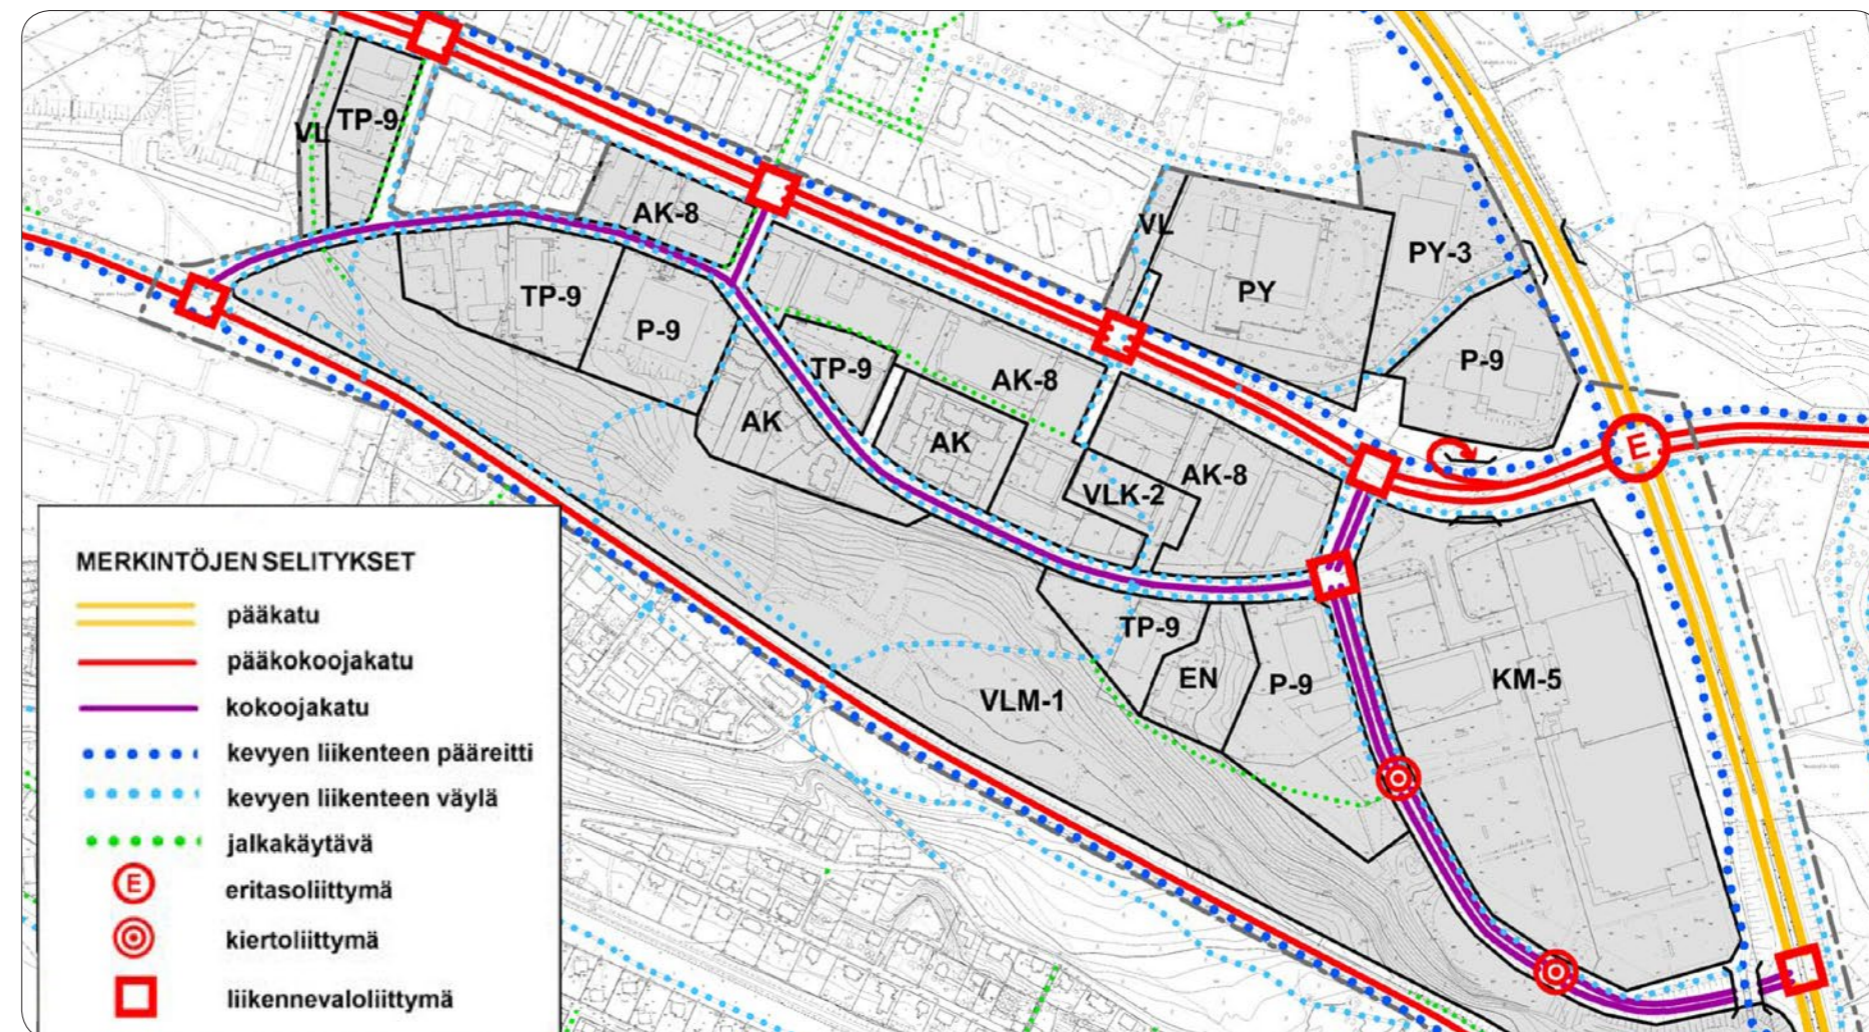 VL
TP-9
AK-8
VL
PY
PY-3
TP-9
P-9
TP-9
AK-8
P-9
AK
AK
E
VLK-2
AK-8
TP-9
EN
P-9
KM-5
VLM-1
MERKINTÖJEN SELITYKSET
pääkatu
pääkokoojakatu
kokoojakatu
kevyen liikenteen pääreitti
kevyen liikenteen väylä
jalkakäytävä
E eritasoliittymä
kiertoliittymä
liikennevaloliittymä